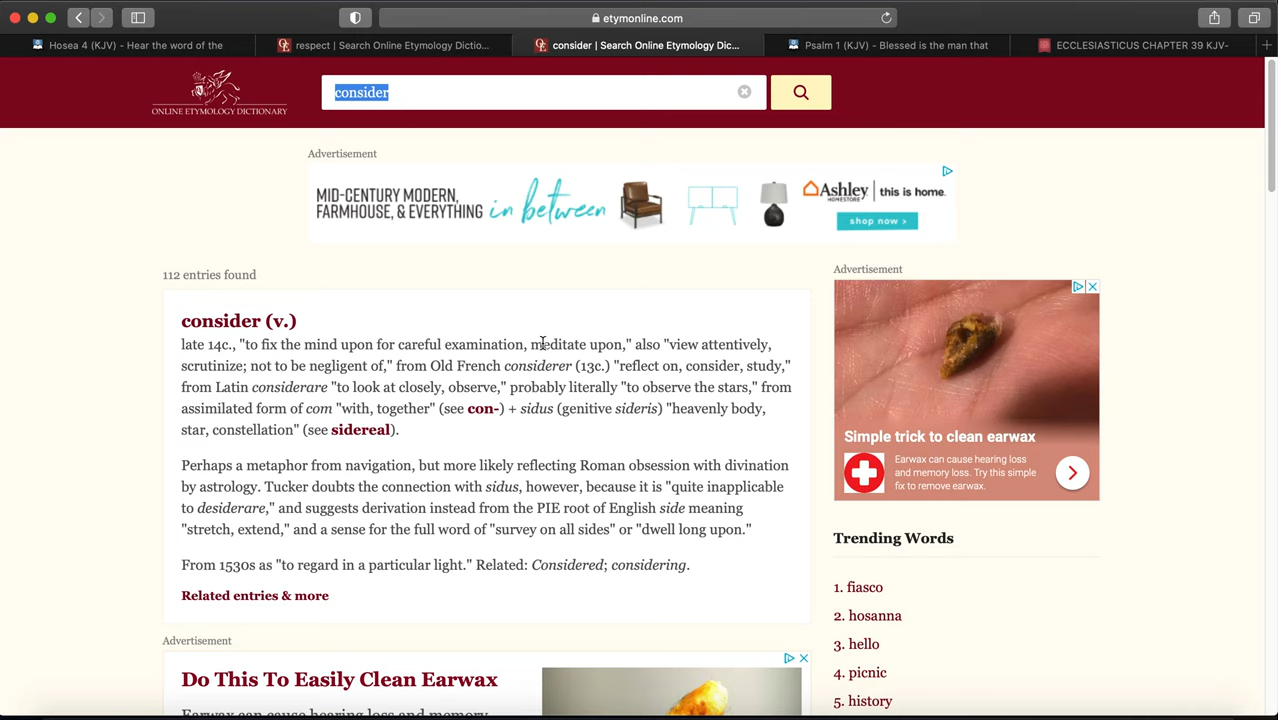 etymonline.com
Hosea 4 (KJV) - Hear the word of the
respect | Search Online Etymology Dictio...
consider | Search Online Etymology Dic...
Psalm 1 (KJV) - Blessed is the man that
ECCLESIASTICUS CHAPTER 39 KJV-
ONLINE ETYMOLOGY DICTIONARY
consider
Advertisement
MID-CENTURY MODERN,
FARMHOUSE, & EVERYTHING
in between
Ashley
HOMESTORE
this is home.
shop now >
112 entries found
consider (v.)
late 14c., "to fix the mind upon for careful examination, meditate upon," also "view attentively,
scrutinize; not to be negligent of," from Old French considerer (13c.) "reflect on, consider, study,"
from Latin considerare "to look at closely, observe," probably literally "to observe the stars," from
assimilated form of com "with, together" (see con-) + sidus (genitive sideris) "heavenly body,
star, constellation" (see sidereal).
Perhaps a metaphor from navigation, but more likely reflecting Roman obsession with divination
by astrology. Tucker doubts the connection with sidus, however, because it is "quite inapplicable
to desiderare," and suggests derivation instead from the PIE root of English side meaning
"stretch, extend," and a sense for the full word of "survey on all sides" or "dwell long upon."
From 1530s as "to regard in a particular light." Related: Considered; considering.
Related entries & more
Advertisement
Do This To Easily Clean Earwax
Earwax can cause hearing loss and memory
Advertisement
Simple trick to clean earwax
Earwax can cause hearing loss
and memory loss. Try this simple
fix to remove earwax.
Trending Words
1. fiasco
2. hosanna
3. hello
4. picnic
5. history